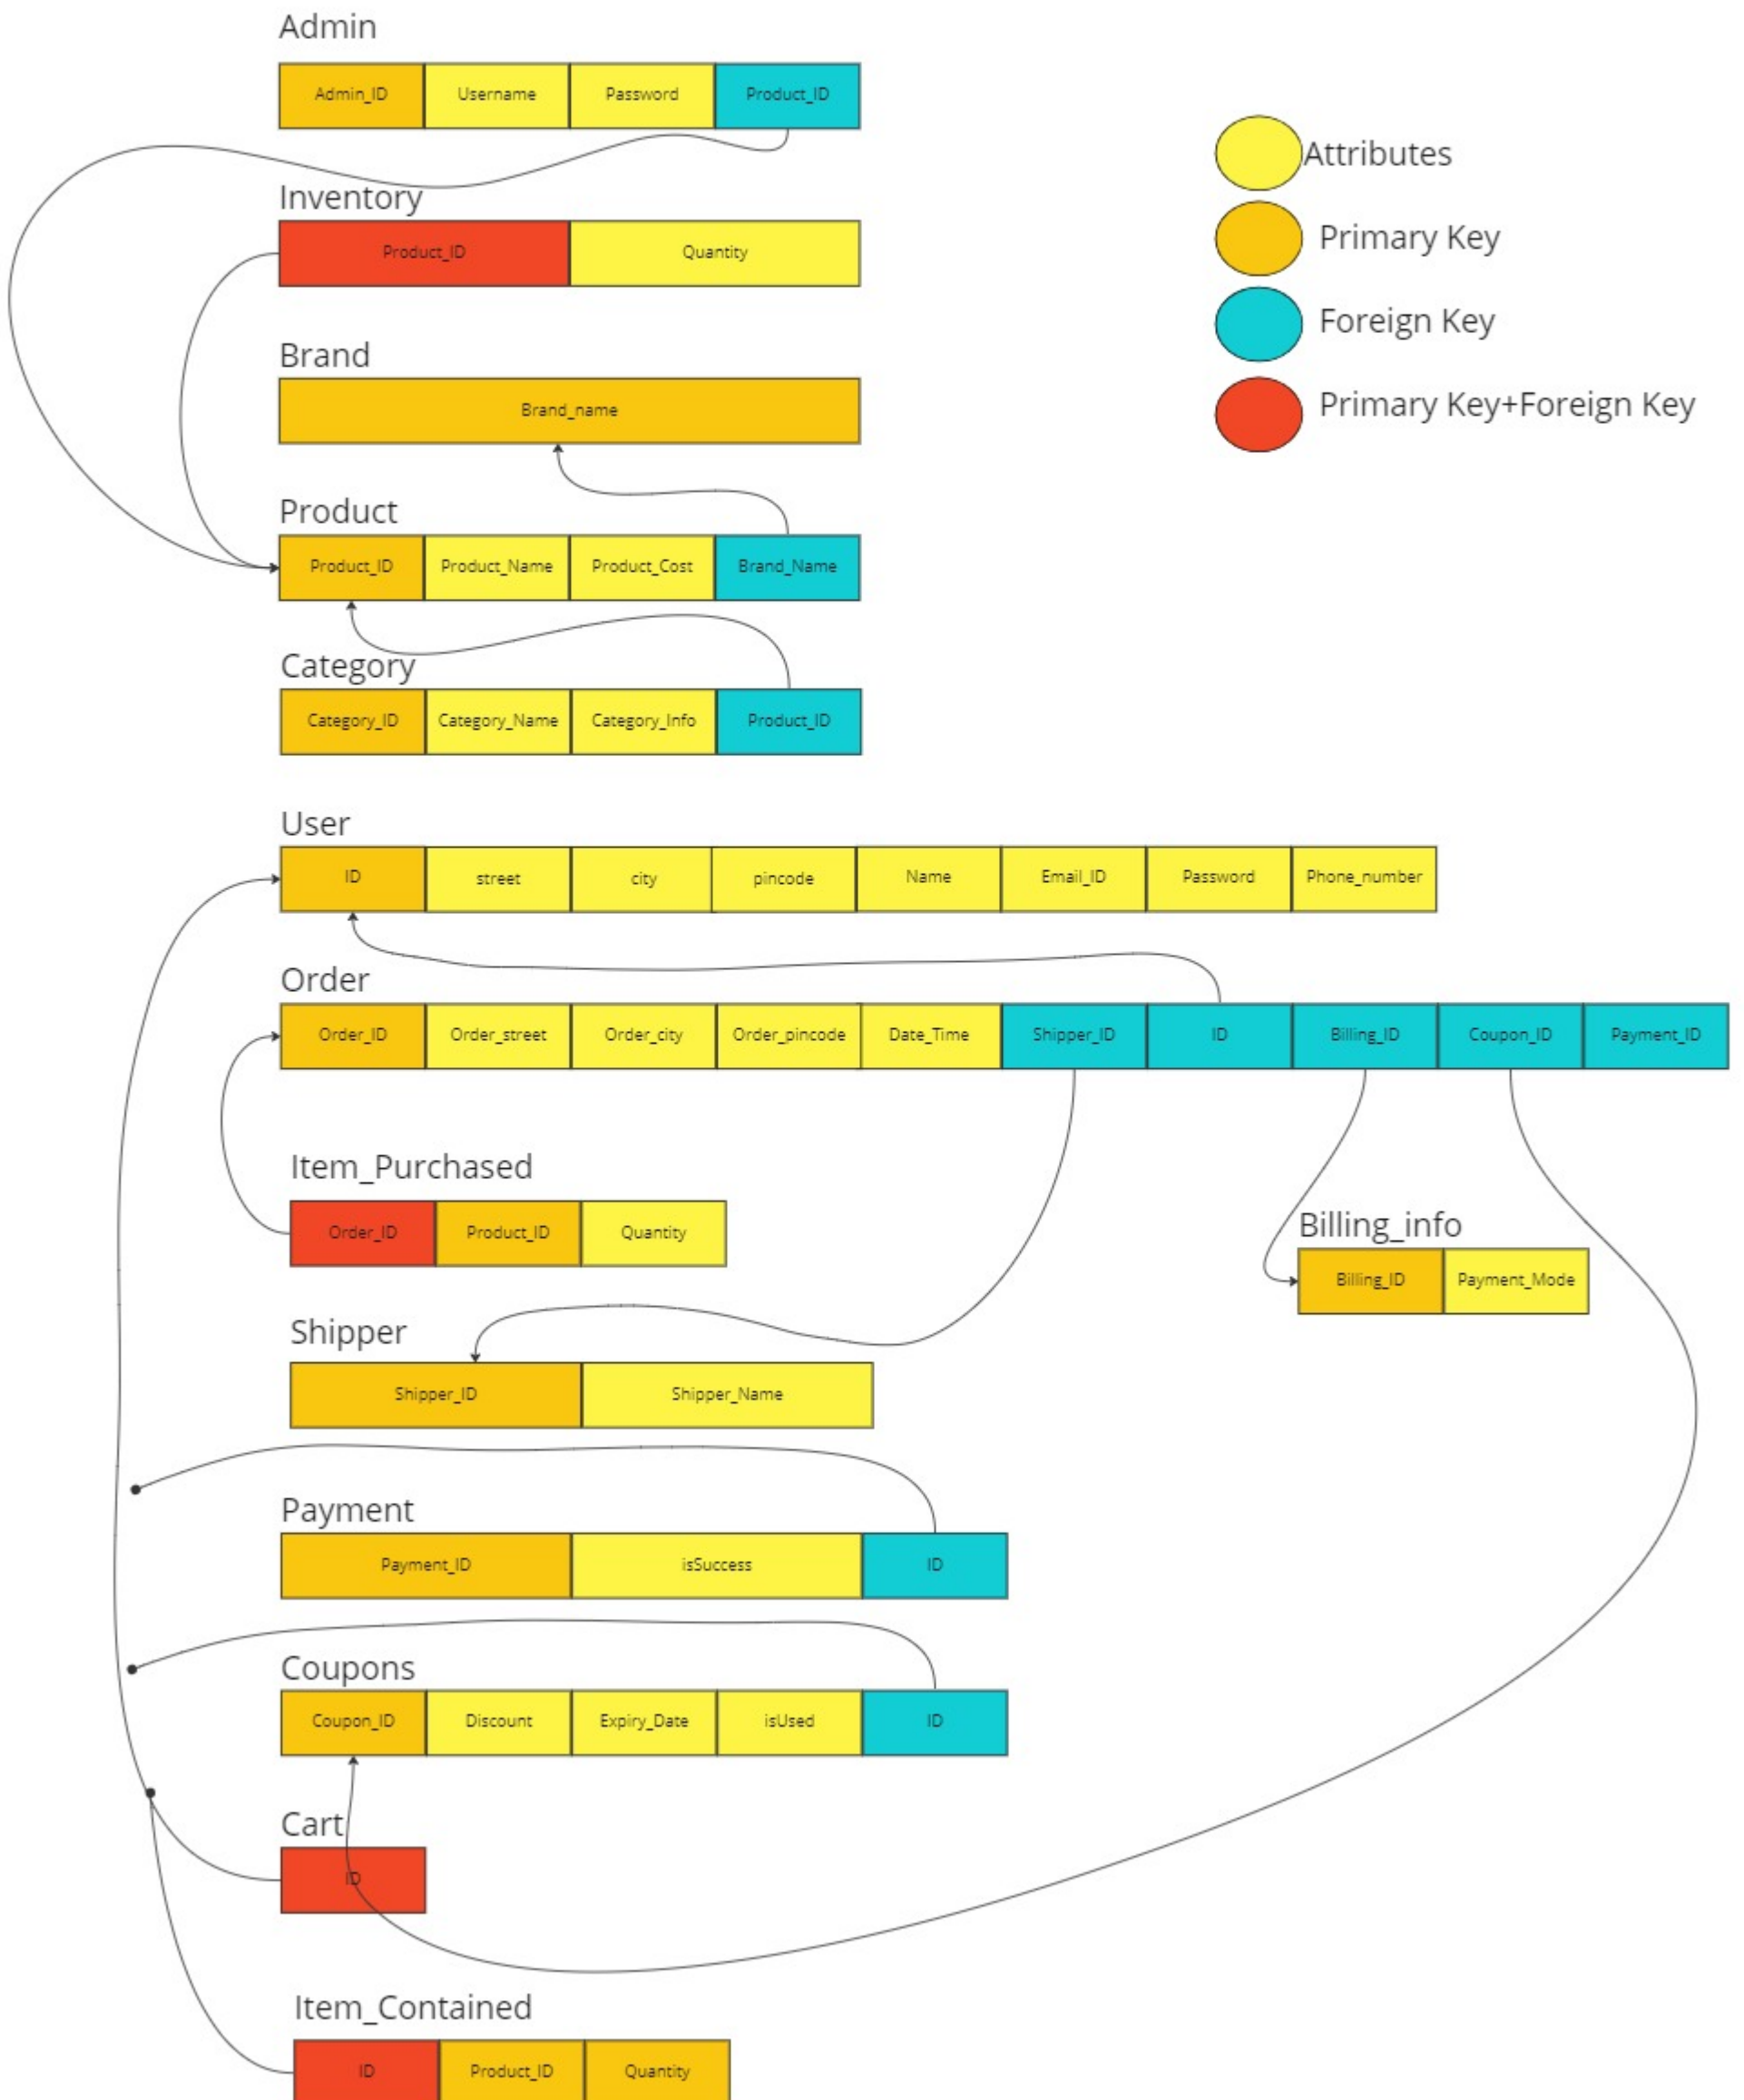 Admin
Admin_ID Username Password Product_ID
Attributes
Primary Key
Foreign Key
Primary Key+Foreign Key
Inventory
Product_ID Quantity
Brand
Brand_name
Product
Product_ID Product_Name Product_Cost Brand_Name
Category
Category_ID Category_Name Category_Info Product_ID
User
ID street city pincode Name Email_ID Password Phone_number
Order
Order_ID Order_street Order_city Order_pincode Date_Time Shipper_ID ID Billing_ID Coupon_ID Payment_ID
Item_Purchased
Order_ID Product_ID Quantity
Billing_info
Billing_ID Payment_Mode
Shipper
Shipper_ID Shipper_Name
Payment
Payment_ID isSuccess ID
Coupons
Coupon_ID Discount Expiry_Date isUsed ID
Cart
ID
Item_Contained
ID Product_ID Quantity